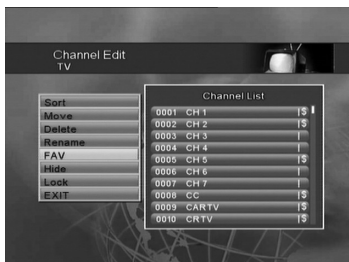 Channel Edit
TV
Sort
Move
Delete
Rename
FAV
Hide
Lock
EXIT
Channel List
0001 CH 1 |$
0002 CH 2 |$
0003 CH 3 |
0004 CH 4 |
0005 CH 5 |$
0006 CH 6 |
0007 CH 7 |
0008 CC |$
0009 CARTV |$
0010 CRTV |$